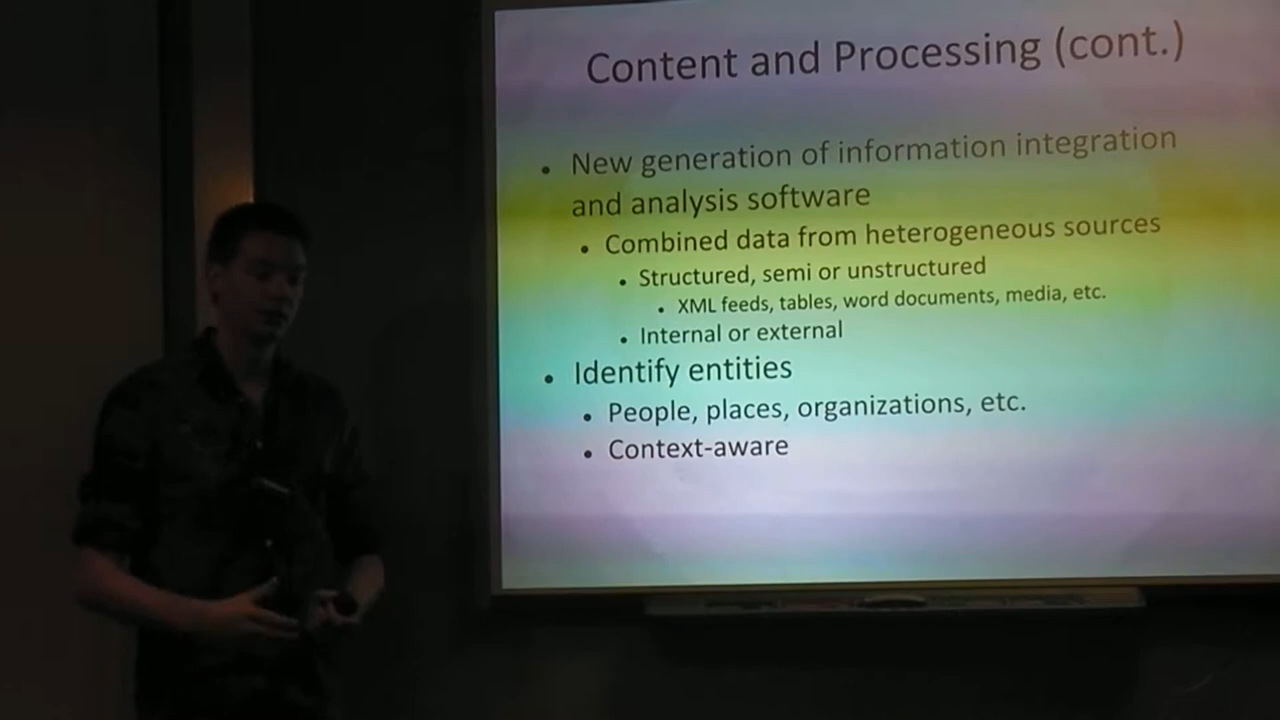 Content and Processing (cont.)
• New generation of information integration
and analysis software
• Combined data from heterogeneous sources
• Structured, semi or unstructured
• XML feeds, tables, word documents, media, etc.
• Internal or external
• Identify entities
• People, places, organizations, etc.
• Context-aware